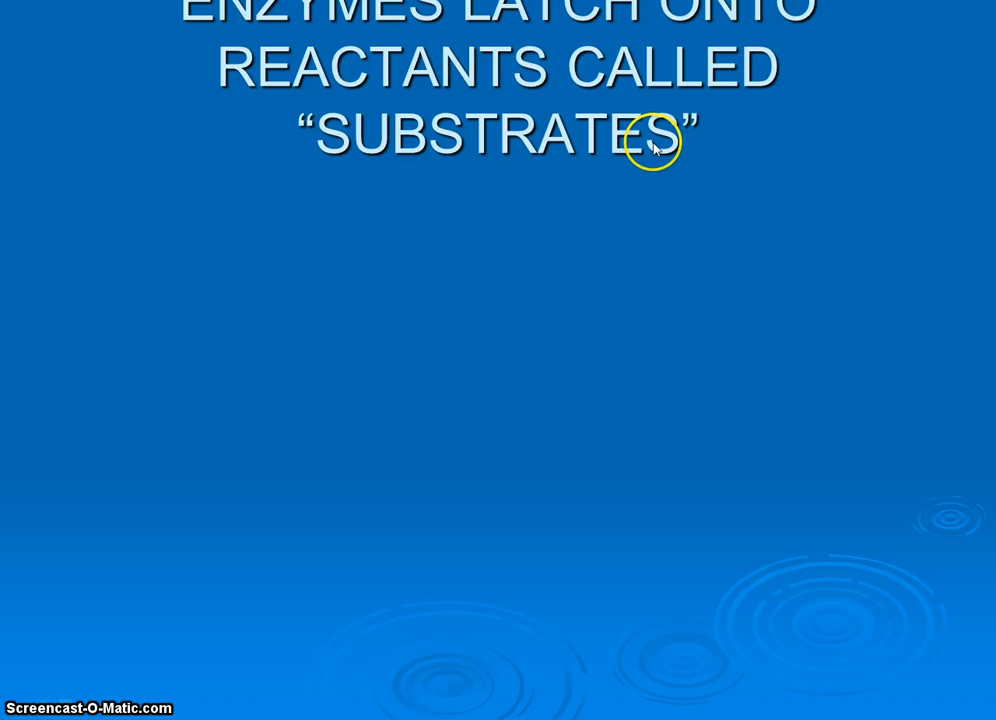 ENZYMES LATCH ONTO
REACTANTS CALLED
“SUBSTRATES”
Screencast-O-Matic.com